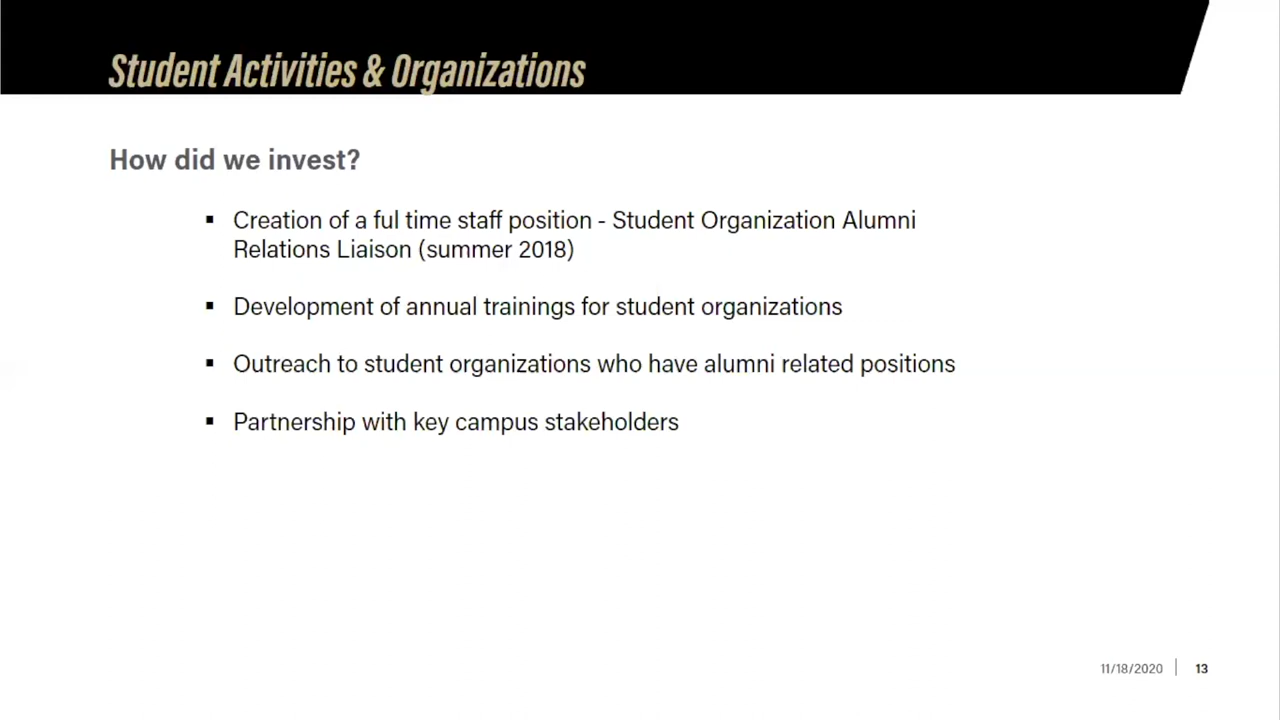 Student Activities & Organizations
How did we invest?
▪ Creation of a ful time staff position - Student Organization Alumni
Relations Liaison (summer 2018)
▪ Development of annual trainings for student organizations
▪ Outreach to student organizations who have alumni related positions
▪ Partnership with key campus stakeholders
11/18/2020 | 13